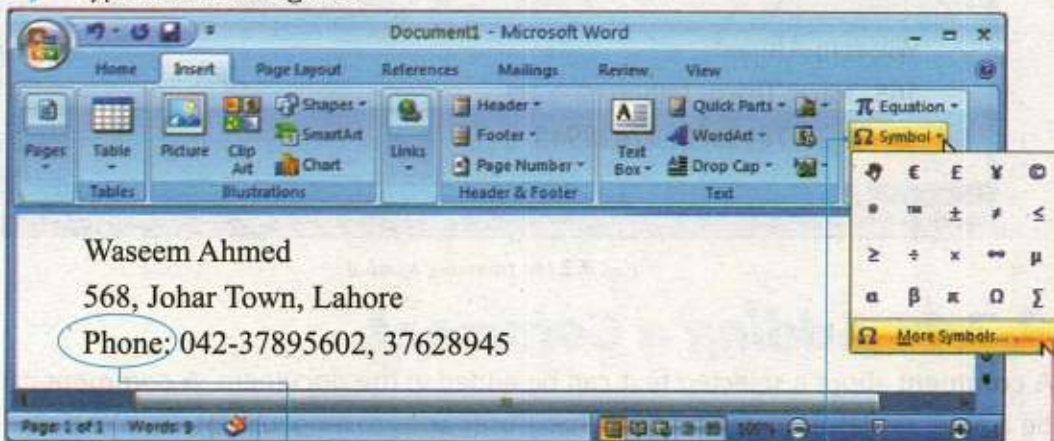 Document1 - Microsoft Word
Home Insert Page Layout References Mailings Review View
Pages Table Picture Clip Art Shapes SmartArt Chart Links Header Footer Page Number Text Box Quick Parts WordArt Drop Cap π Equation Ω Symbol
Tables Illustrations Header & Footer Text
€ £ ¥ ©
® ™ ± ≠ ≤
≥ ÷ × ∞ µ
α β π Ω Σ
Ω More Symbols...
Waseem Ahmed
568, Johar Town, Lahore
Phone: 042-37895602, 37628945
Page: 1 of 1 Words: 9 100%